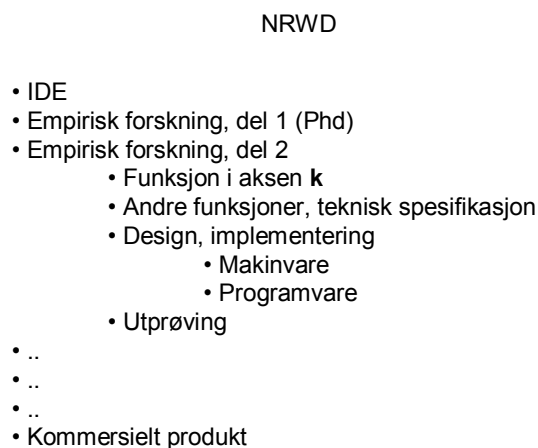 NRWD
• IDE
• Empirisk forskning, del 1 (Phd)
• Empirisk forskning, del 2
• Funksjon i aksen k
• Andre funksjoner, teknisk spesifikasjon
• Design, implementering
• Makinvare
• Programvare
• Utprøving
• ..
• ..
• ..
• Kommersielt produkt